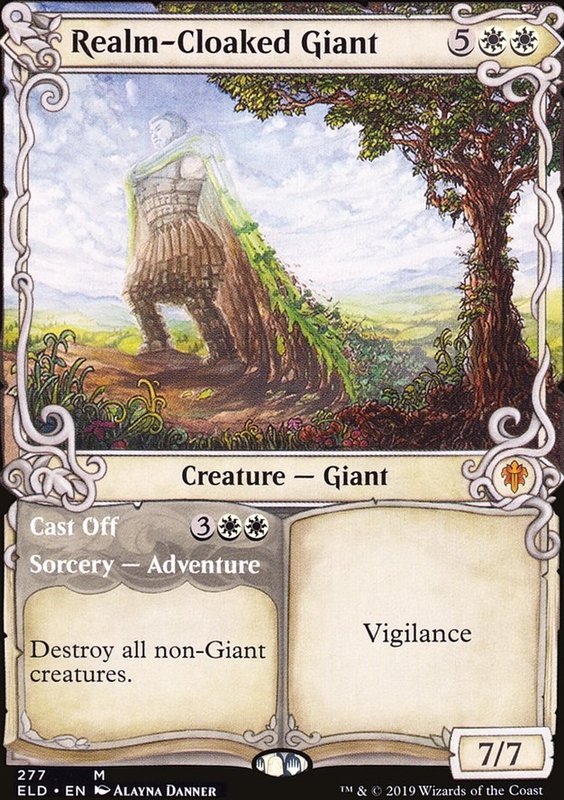 Realm-Cloaked Giant 5
Creature — Giant
Cast Off 3
Sorcery — Adventure
Destroy all non-Giant
creatures.
Vigilance
7/7
277 M
ELD • EN Alayna Danner
™ & © 2019 Wizards of the Coast